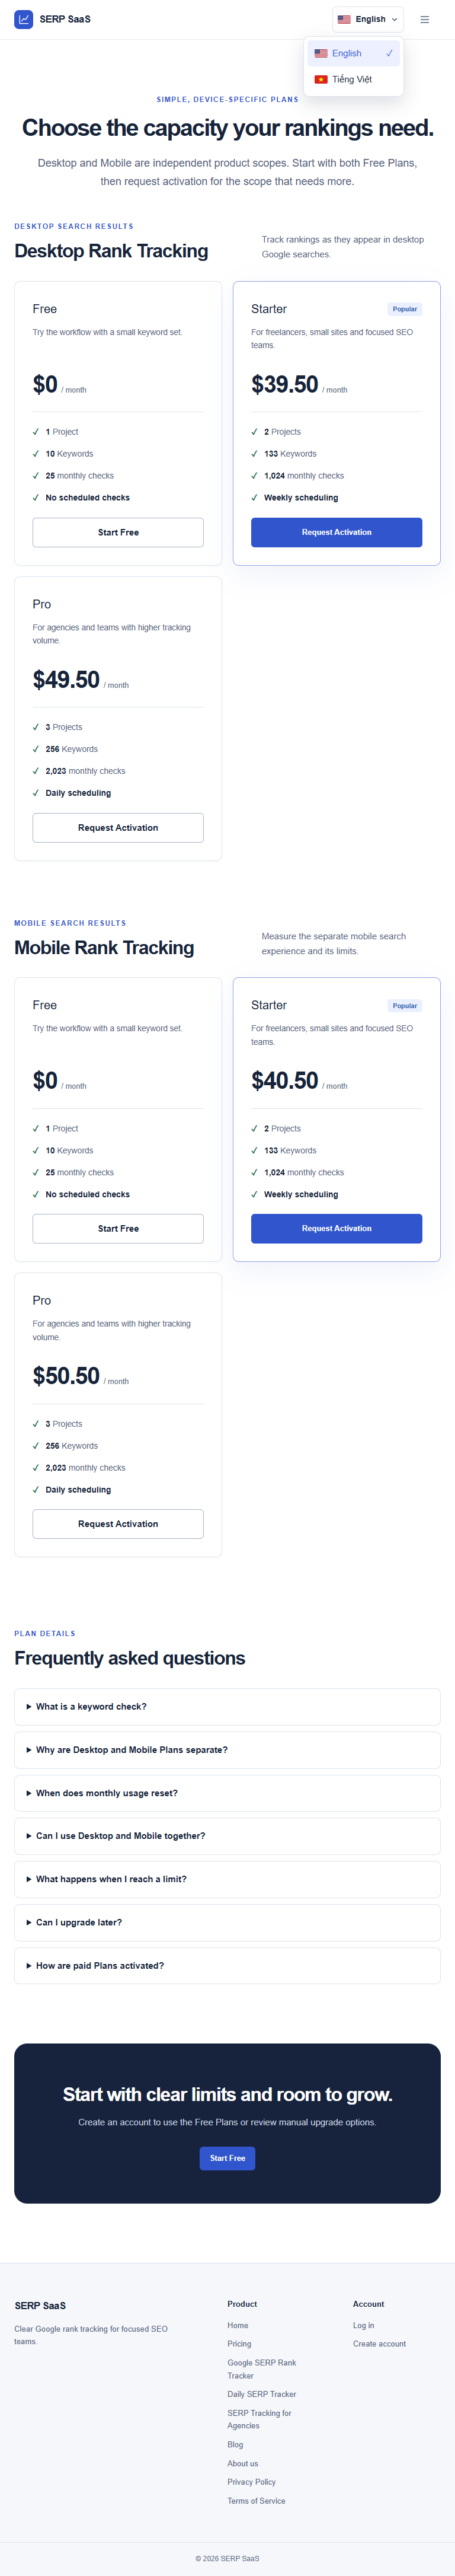 SERP SaaS
English
English
Tiếng Việt
SIMPLE, DEVICE-SPECIFIC PLANS
Choose the capacity your rankings need.
Desktop and Mobile are independent product scopes. Start with both Free Plans,
then request activation for the scope that needs more.
DESKTOP SEARCH RESULTS
Desktop Rank Tracking
Track rankings as they appear in desktop
Google searches.
Free
Try the workflow with a small keyword set.
$0 / month
✓ 1 Project
✓ 10 Keywords
✓ 25 monthly checks
✓ No scheduled checks
Start Free
Starter
Popular
For freelancers, small sites and focused SEO
teams.
$39.50 / month
✓ 2 Projects
✓ 133 Keywords
✓ 1,024 monthly checks
✓ Weekly scheduling
Request Activation
Pro
For agencies and teams with higher tracking
volume.
$49.50 / month
✓ 3 Projects
✓ 256 Keywords
✓ 2,023 monthly checks
✓ Daily scheduling
Request Activation
MOBILE SEARCH RESULTS
Mobile Rank Tracking
Measure the separate mobile search
experience and its limits.
Free
Try the workflow with a small keyword set.
$0 / month
✓ 1 Project
✓ 10 Keywords
✓ 25 monthly checks
✓ No scheduled checks
Start Free
Starter
Popular
For freelancers, small sites and focused SEO
teams.
$40.50 / month
✓ 2 Projects
✓ 133 Keywords
✓ 1,024 monthly checks
✓ Weekly scheduling
Request Activation
Pro
For agencies and teams with higher tracking
volume.
$50.50 / month
✓ 3 Projects
✓ 256 Keywords
✓ 2,023 monthly checks
✓ Daily scheduling
Request Activation
PLAN DETAILS
Frequently asked questions
What is a keyword check?
Why are Desktop and Mobile Plans separate?
When does monthly usage reset?
Can I use Desktop and Mobile together?
What happens when I reach a limit?
Can I upgrade later?
How are paid Plans activated?
Start with clear limits and room to grow.
Create an account to use the Free Plans or review manual upgrade options.
Start Free
SERP SaaS
Clear Google rank tracking for focused SEO
teams.
Product
Home
Pricing
Google SERP Rank
Tracker
Daily SERP Tracker
SERP Tracking for
Agencies
Blog
About us
Privacy Policy
Terms of Service
Account
Log in
Create account
© 2026 SERP SaaS